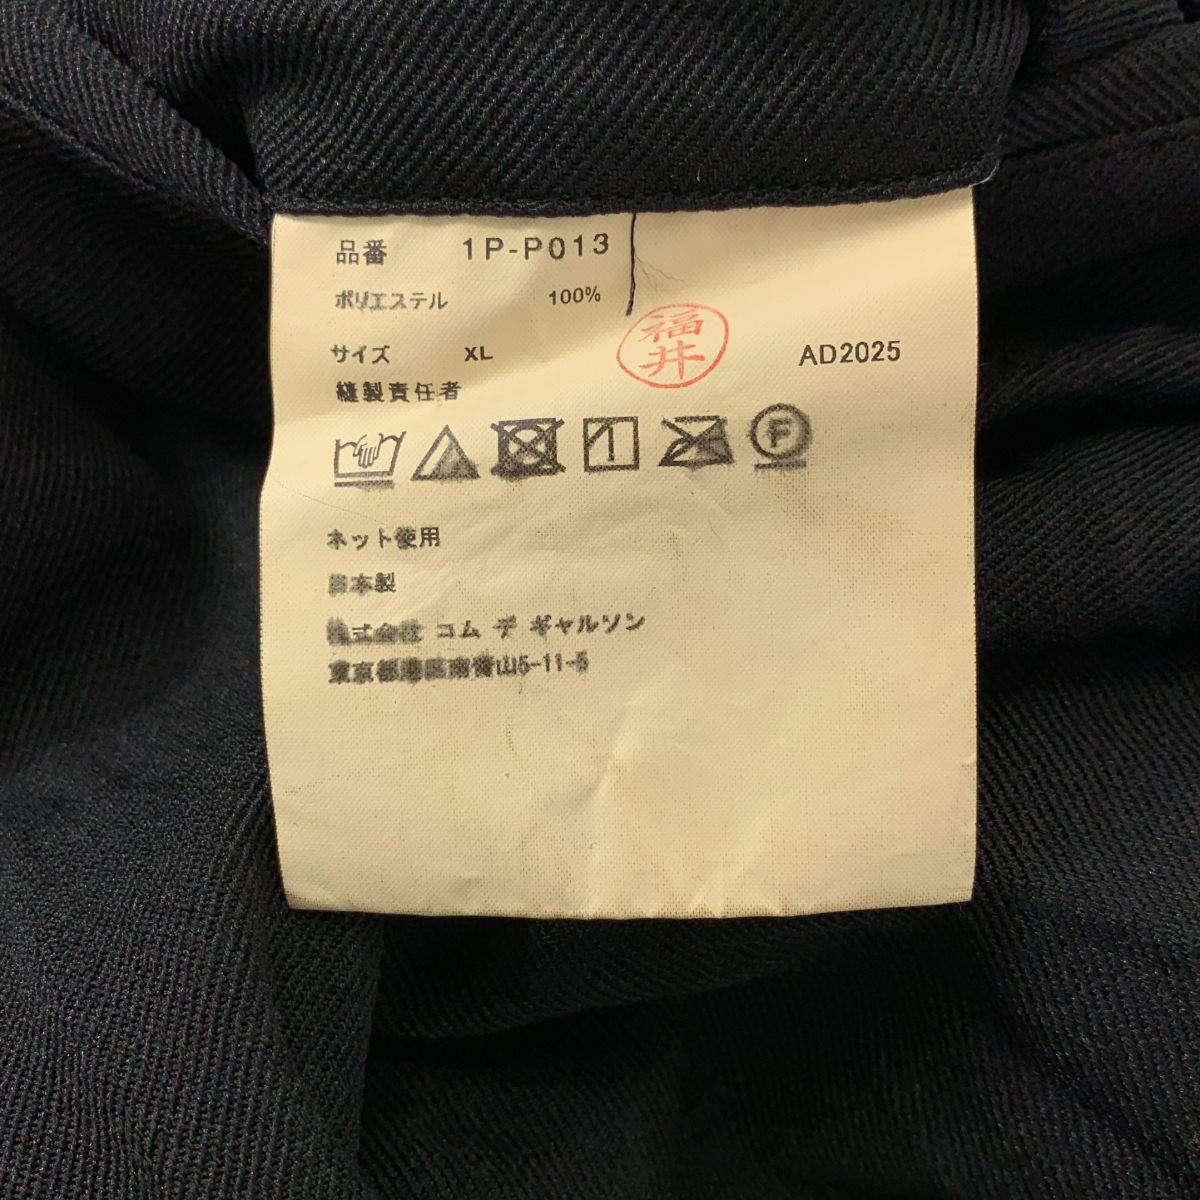 品番 1P-P013
ポリエステル 100%
サイズ XL
福井
AD2025
縫製責任者
F
ネット使用
日本製
株式会社 コム デ ギャルソン
東京都港区南青山5-11-5